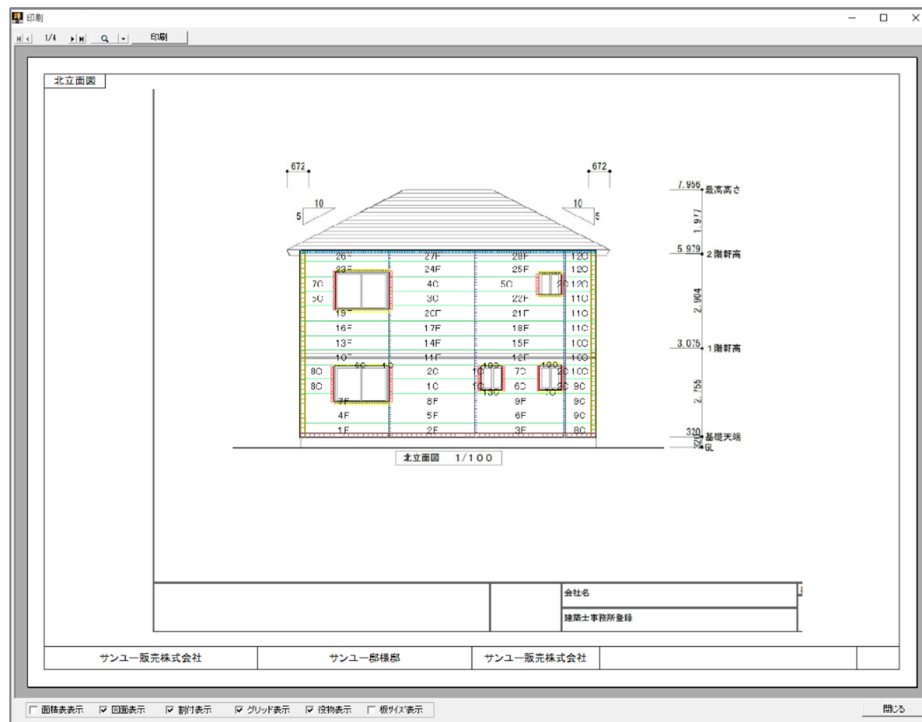 印刷
1/4 印刷
北立面図
672 672
7,956 最高高さ
10 10
5 5
1,977
5,979 2階軒高
26F 27F 28F 12C
23F 24F 25F 12C
7C 4C 5C 2C 12C
5C 3C 22F 11C
2,904
19F 20F 21F 11C
16F 17F 18F 11C
13F 14F 15F 10C
3,075 1階軒高
10F 11F 12F 10C
8C 2C 7C 10C
8C 1C 6C 9C
2,755
7F 8F 9F 9C
4F 5F 6F 9C
1F 2F 3F 8C
320 基礎天端
320 GL
北立面図 1/100
会社名
建築士事務所登録
サンユー販売株式会社 サンユー邸様邸 サンユー販売株式会社
面積表表示 図面表示 割付表示 グリッド表示 役物表示 板サイズ表示 閉じる